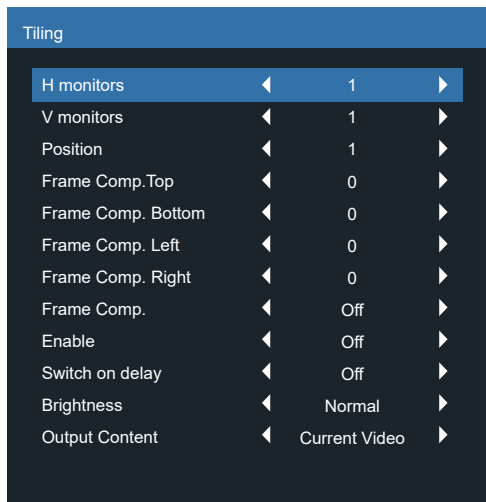 Tiling
H monitors 1
V monitors 1
Position 1
Frame Comp.Top 0
Frame Comp. Bottom 0
Frame Comp. Left 0
Frame Comp. Right 0
Frame Comp. Off
Enable Off
Switch on delay Off
Brightness Normal
Output Content Current Video